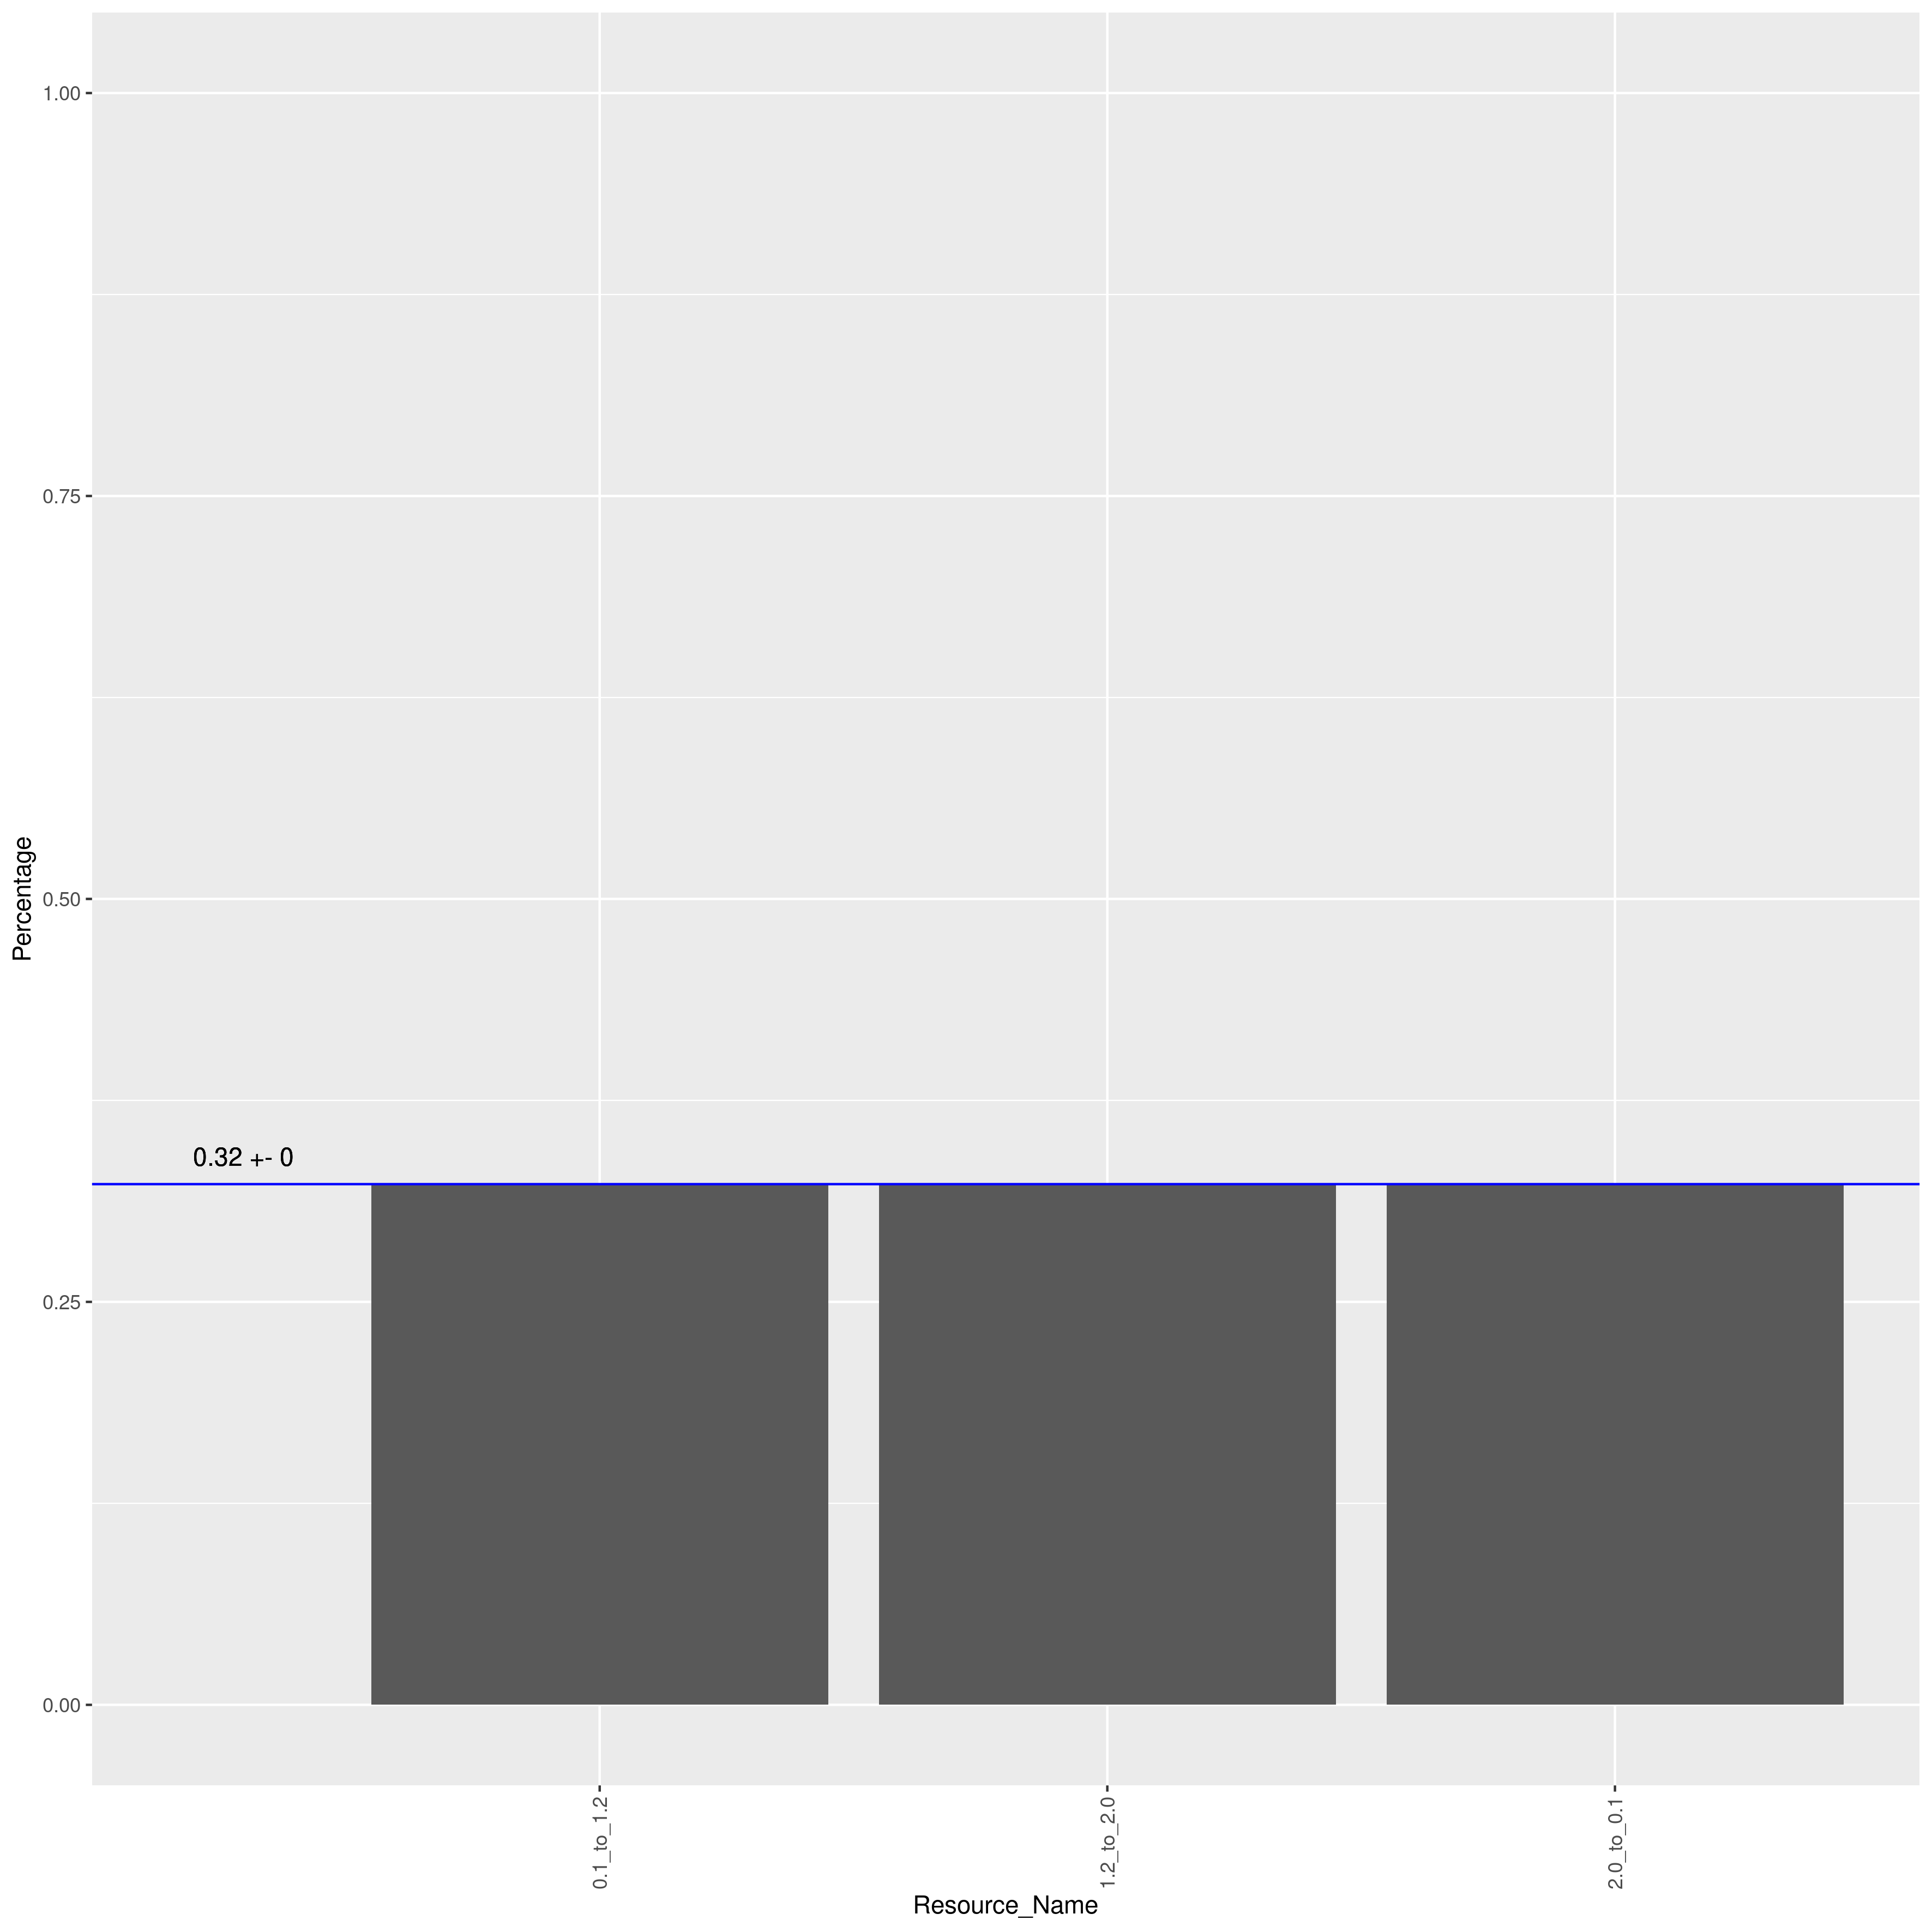 Percentage
1.00
0.75
0.50
0.25
0.00
0.32 +- 0
0.1_to_1.2
1.2_to_2.0
2.0_to_0.1
Resource_Name